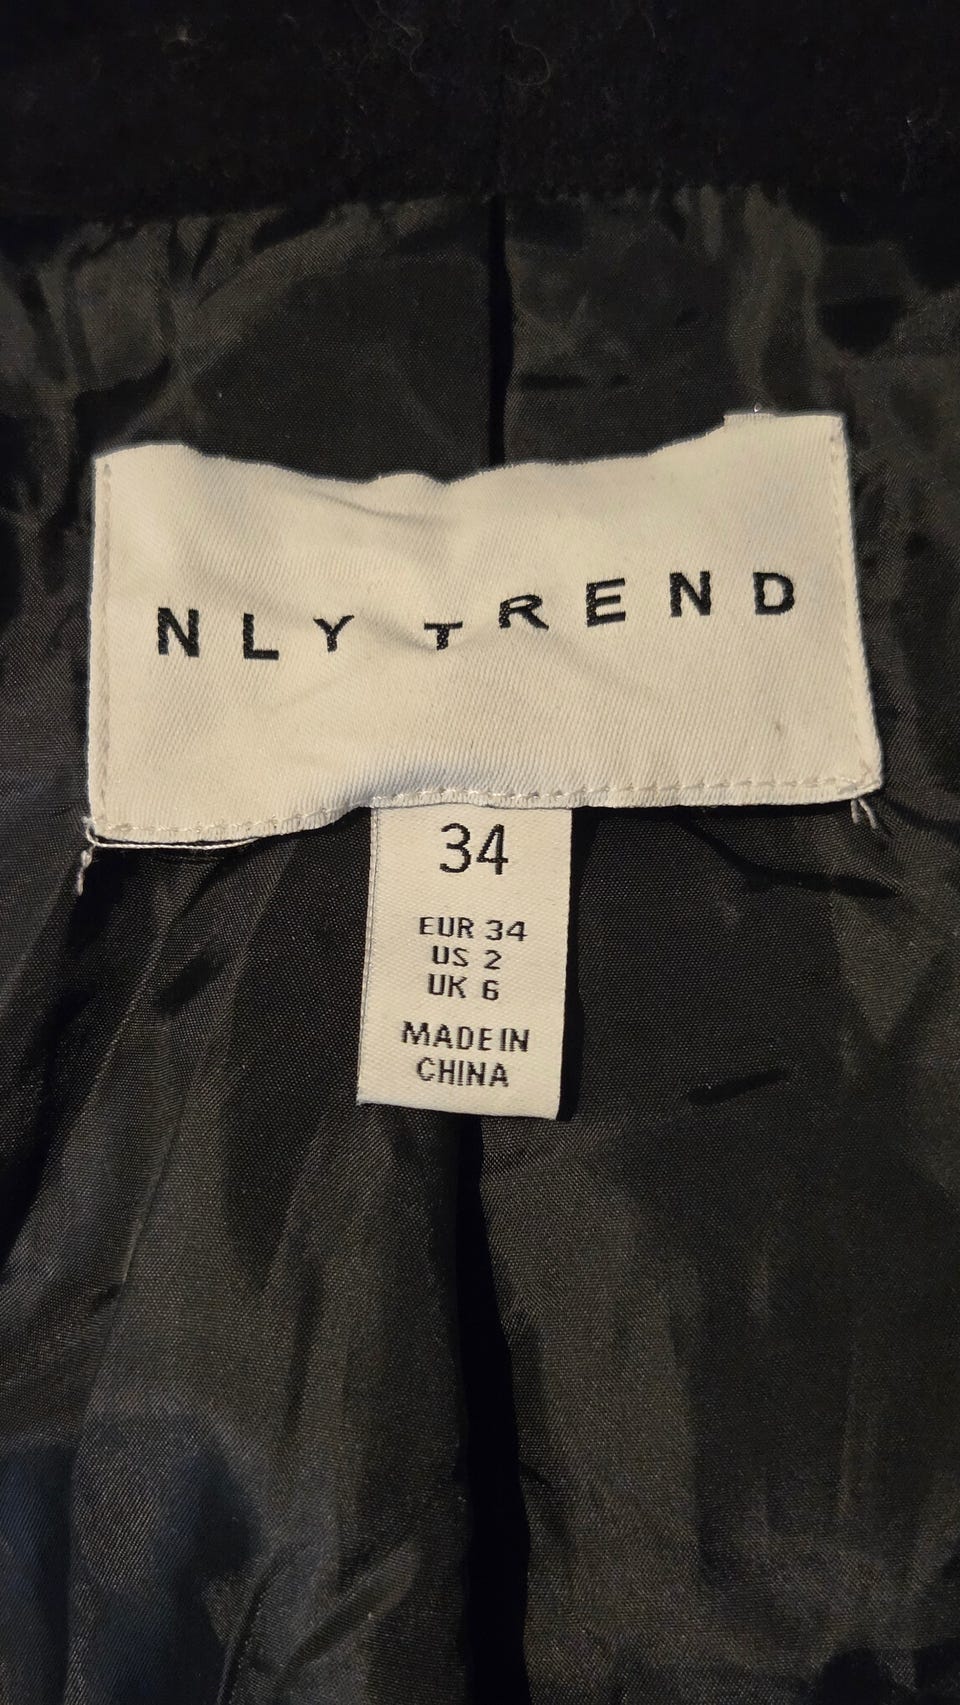 NLY TREND
34
EUR 34
US 2
UK 6
MADE IN
CHINA